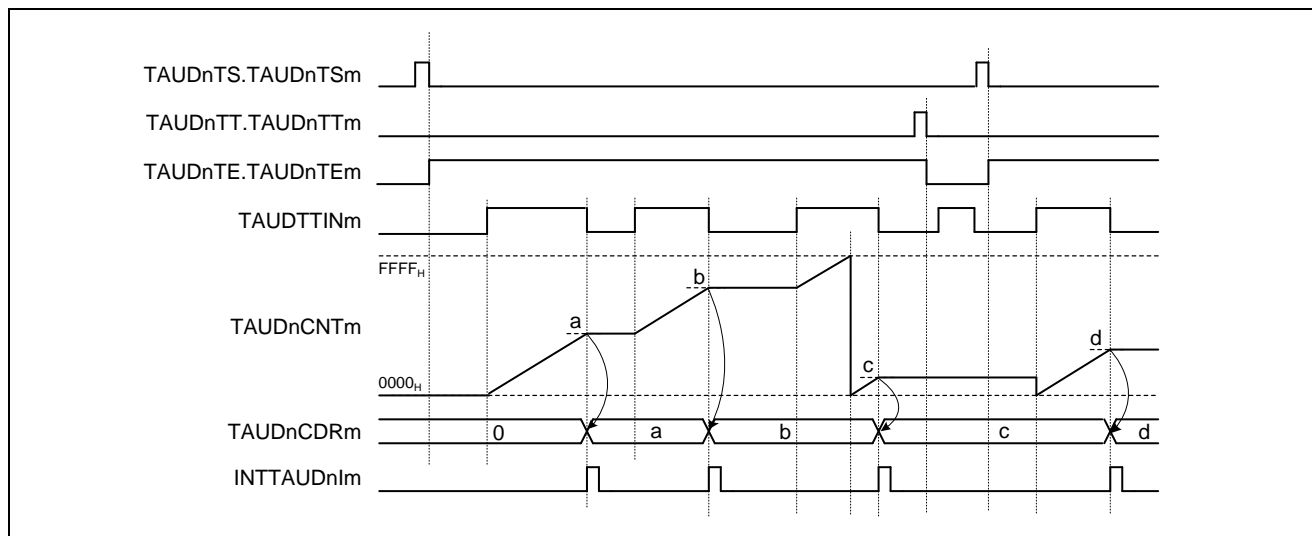 TAUDnTS.TAUDnTSm
TAUDnTT.TAUDnTTm
TAUDnTE.TAUDnTEm
TAUDTTINm
FFFFH
TAUDnCNTm
a
b
c
d
0000H
TAUDnCDRm
0
a
b
c
d
INTTAUDnIm